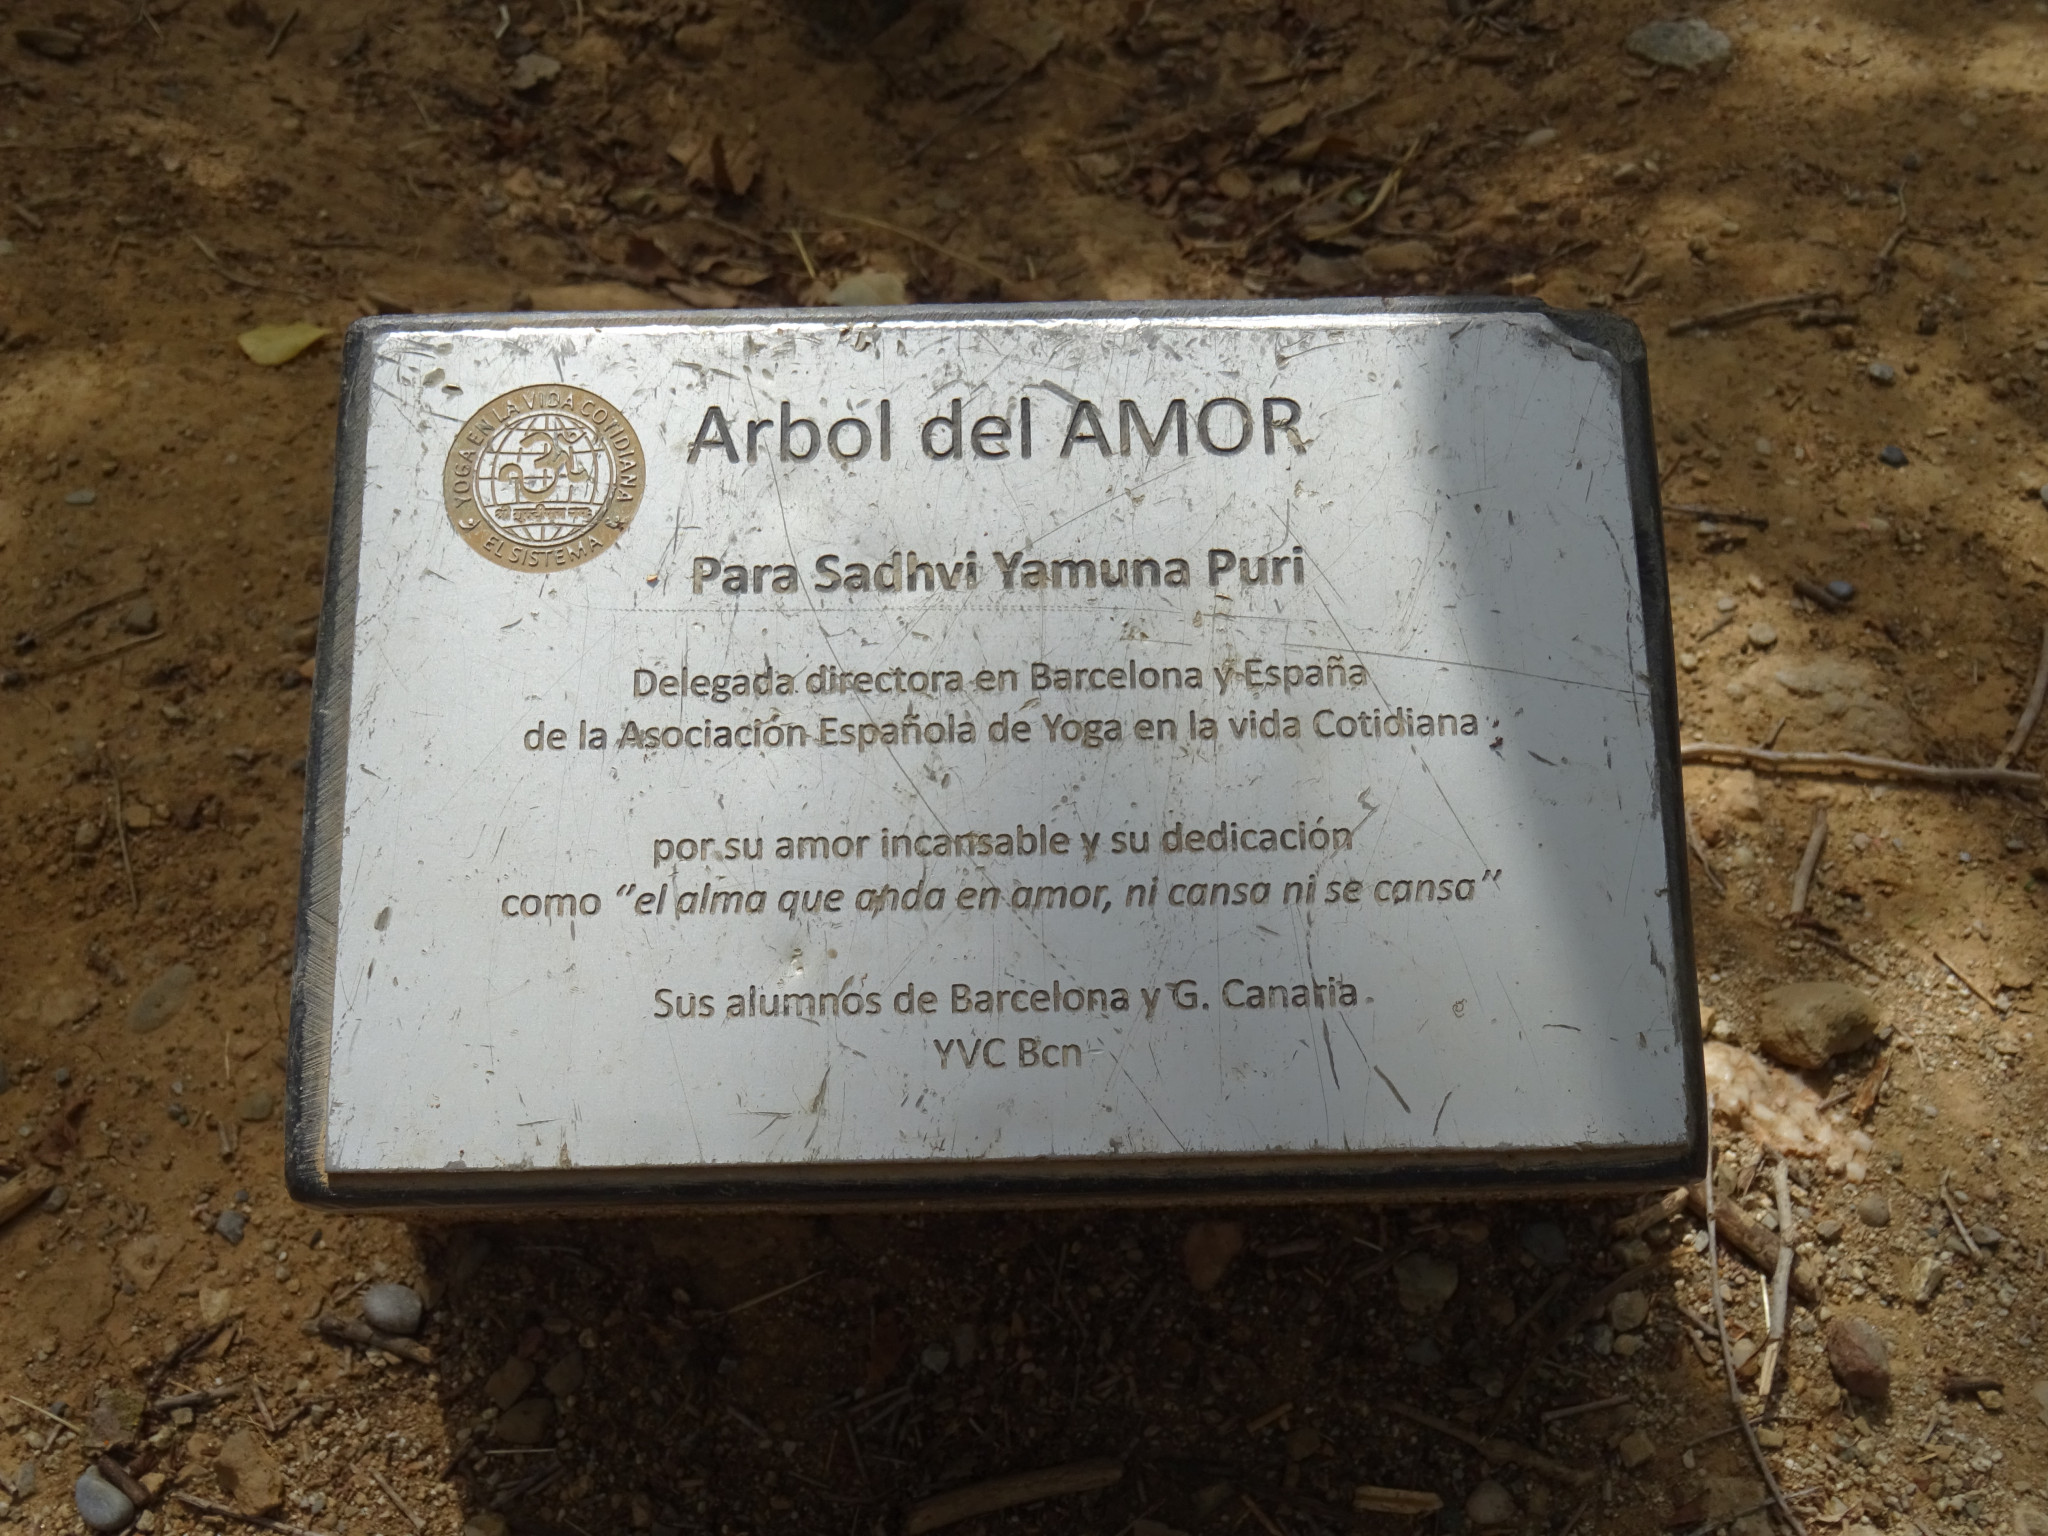 YOGA EN LA VIDA COTIDIANA
EL SISTEMA
Arbol del AMOR
Para Sadhvi Yamuna Puri
Delegada directora en Barcelona y España
de la Asociación Española de Yoga en la vida Cotidiana
por su amor incansable y su dedicación
como “el alma que anda en amor, ni cansa ni se cansa”
Sus alumnos de Barcelona y G. Canaria
YVC Bcn